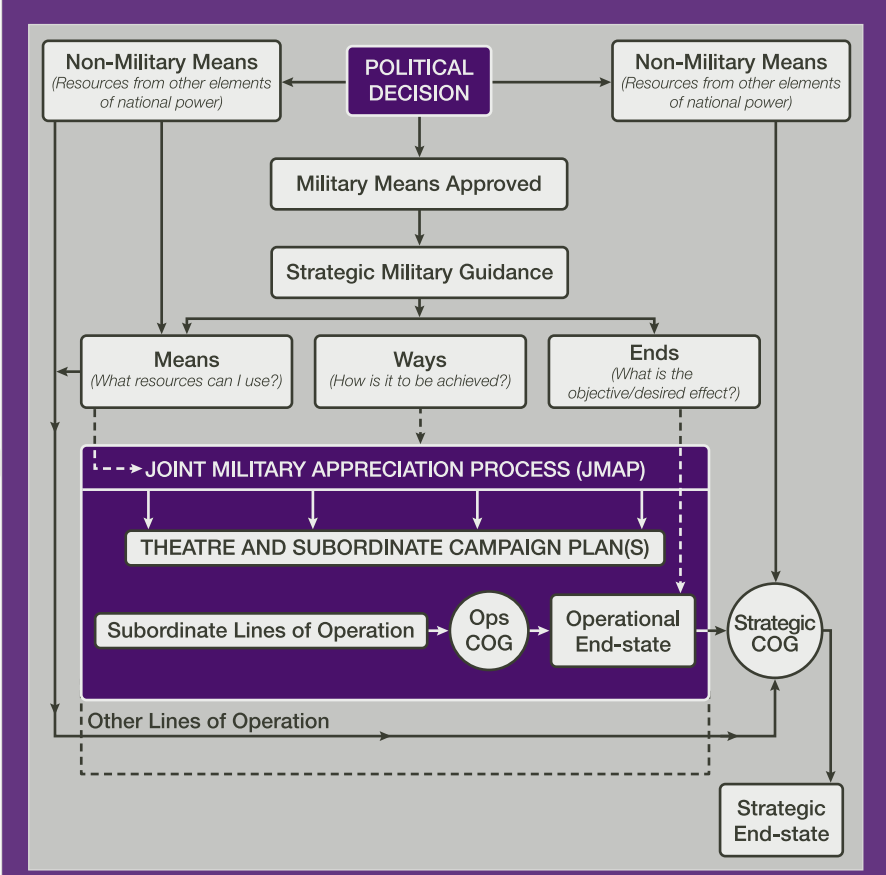 Non-Military Means
(Resources from other elements
of national power)
POLITICAL
DECISION
Non-Military Means
(Resources from other elements
of national power)
Military Means Approved
Strategic Military Guidance
Means
(What resources can I use?)
Ways
(How is it to be achieved?)
Ends
(What is the
objective/desired effect?)
JOINT MILITARY APPRECIATION PROCESS (JMAP)
THEATRE AND SUBORDINATE CAMPAIGN PLAN(S)
Subordinate Lines of Operation
Ops
COG
Operational
End-state
Strategic
COG
Other Lines of Operation
Strategic
End-state